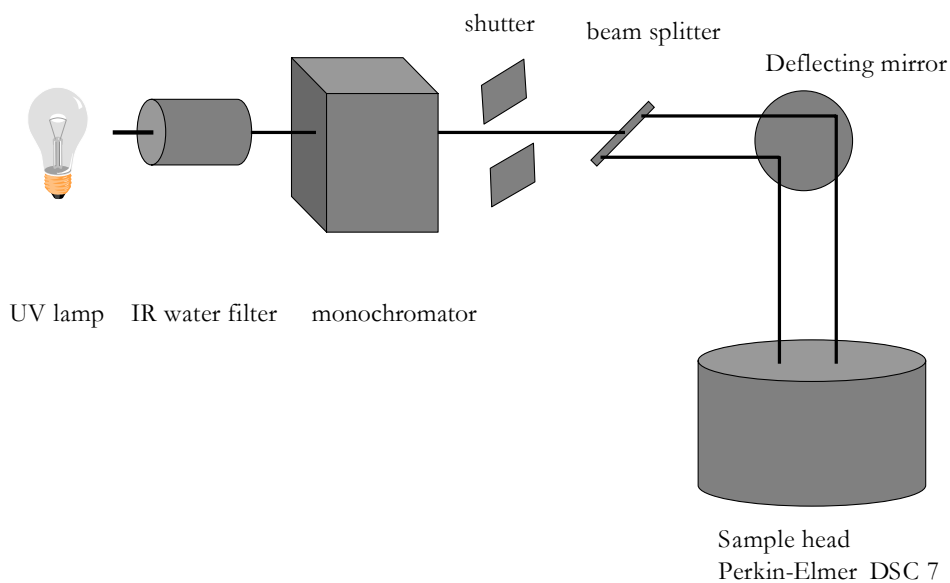 shutter
beam splitter
Deflecting mirror
UV lamp
IR water filter
monochromator
Sample head
Perkin-Elmer DSC 7